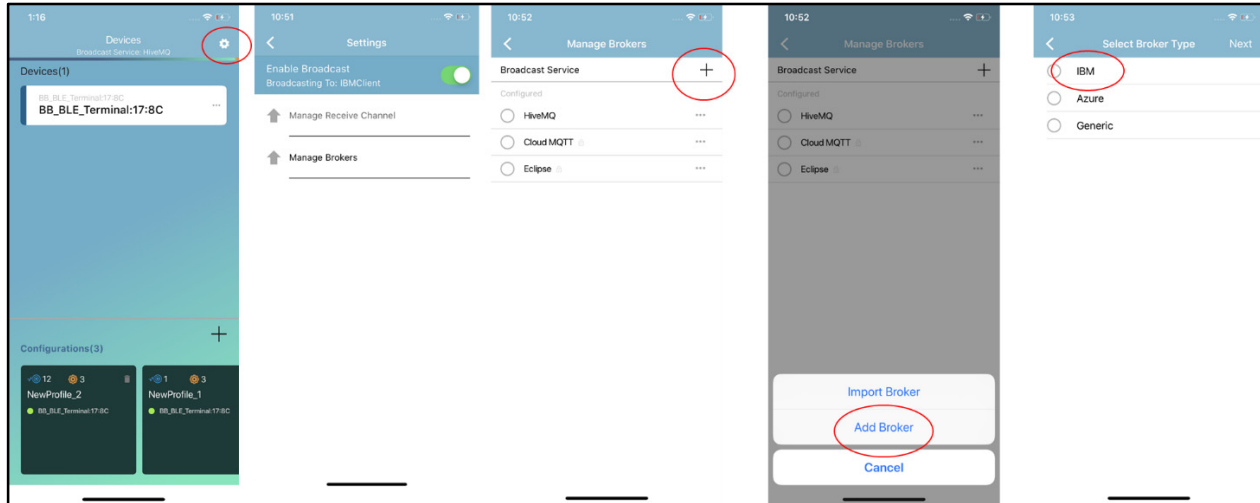 1:16
Devices
Broadcast Service: HiveMQ
Devices(1)
BB_BLE_Terminal:17:8C
BB_BLE_Terminal:17:8C
Configurations(3)
12 3
NewProfile_2
BB_BLE_Terminal:17:8C
1 3
NewProfile_1
BB_BLE_Terminal:17:8C
10:51
Settings
Enable Broadcast
Broadcasting To: IBMClient
Manage Receive Channel
Manage Brokers
10:52
Manage Brokers
Broadcast Service
Configured
HiveMQ
Cloud MQTT
Eclipse
10:52
Manage Brokers
Broadcast Service
Configured
HiveMQ
Cloud MQTT
Eclipse
Import Broker
Add Broker
Cancel
10:53
Select Broker Type Next
IBM
Azure
Generic